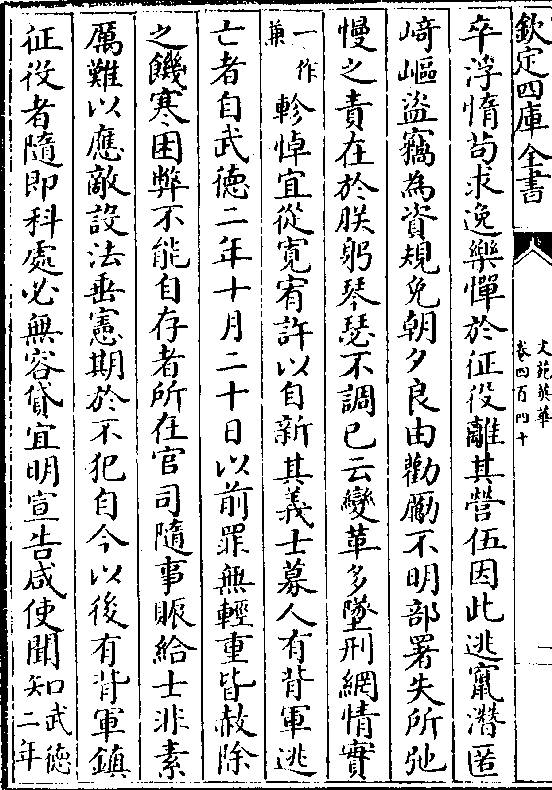 欽定四庫全書
文苑英華
卷四百四十
一
卒浮惰苟求逸樂憚於征役離其營伍因此逃竄潛匿
﨑嶇盜竊為資規免朝夕良由勸勵不明部署失所弛
慢之責在於朕躬琴瑟不調已云變革多墜刑網情實
一作兼軫悼宜從寛宥許以自新其義士募人有背軍逃
亡者自武德二年十月二十日以前罪無輕重皆赦除
之饑寒困弊不能自存者所在官司隨事賑給士非素
厲難以應敵設法垂憲期於不犯自今以後有背軍鎮
征役者隨即科處必無容貸宜明宣告咸使聞知武德二年